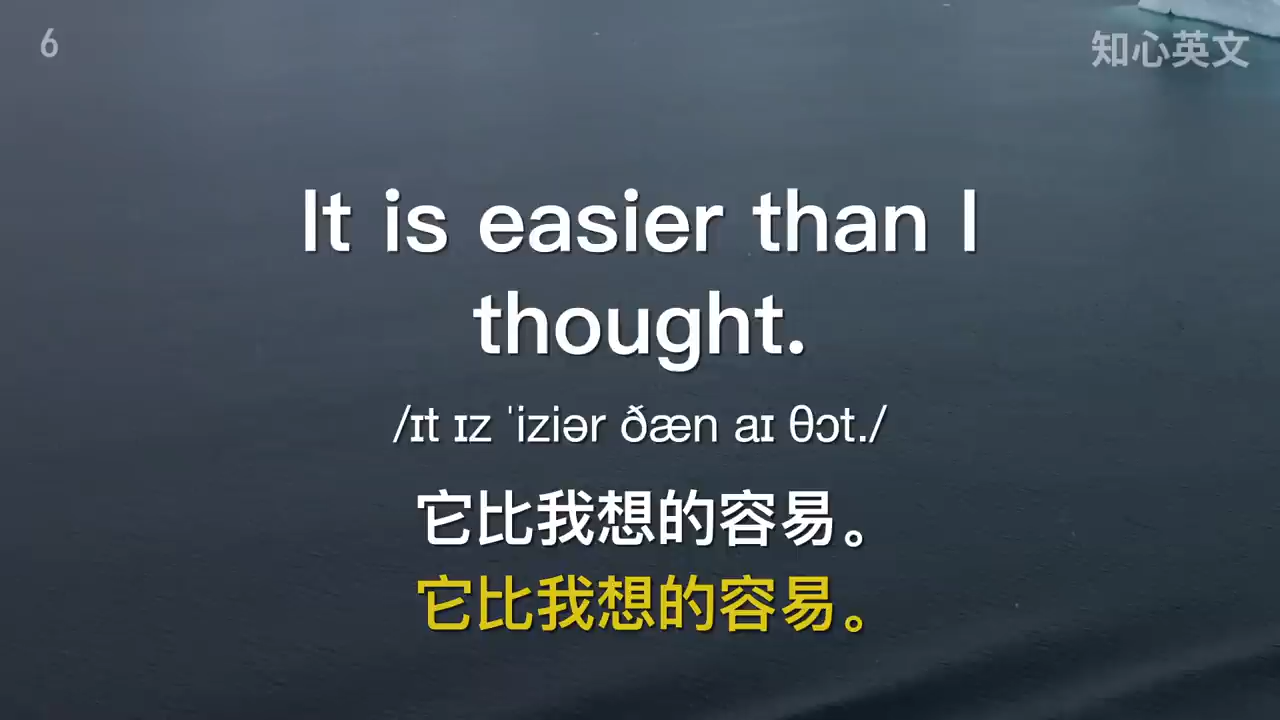 6
知心英文
It is easier than I
thought.
/ɪt ɪz ˈiziər ðæn aɪ θɔt./
它比我想的容易。
它比我想的容易。